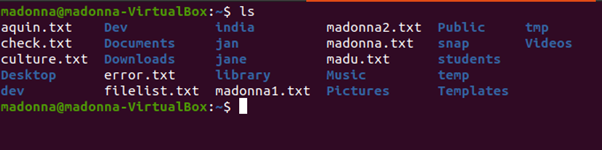 madonna@madonna-VirtualBox:~$ ls
aquin.txt Dev india madonna2.txt Public tmp
check.txt Documents jan madonna.txt snap Videos
culture.txt Downloads jane madu.txt students
Desktop error.txt library Music temp
dev filelist.txt madonna1.txt Pictures Templates
madonna@madonna-VirtualBox:~$